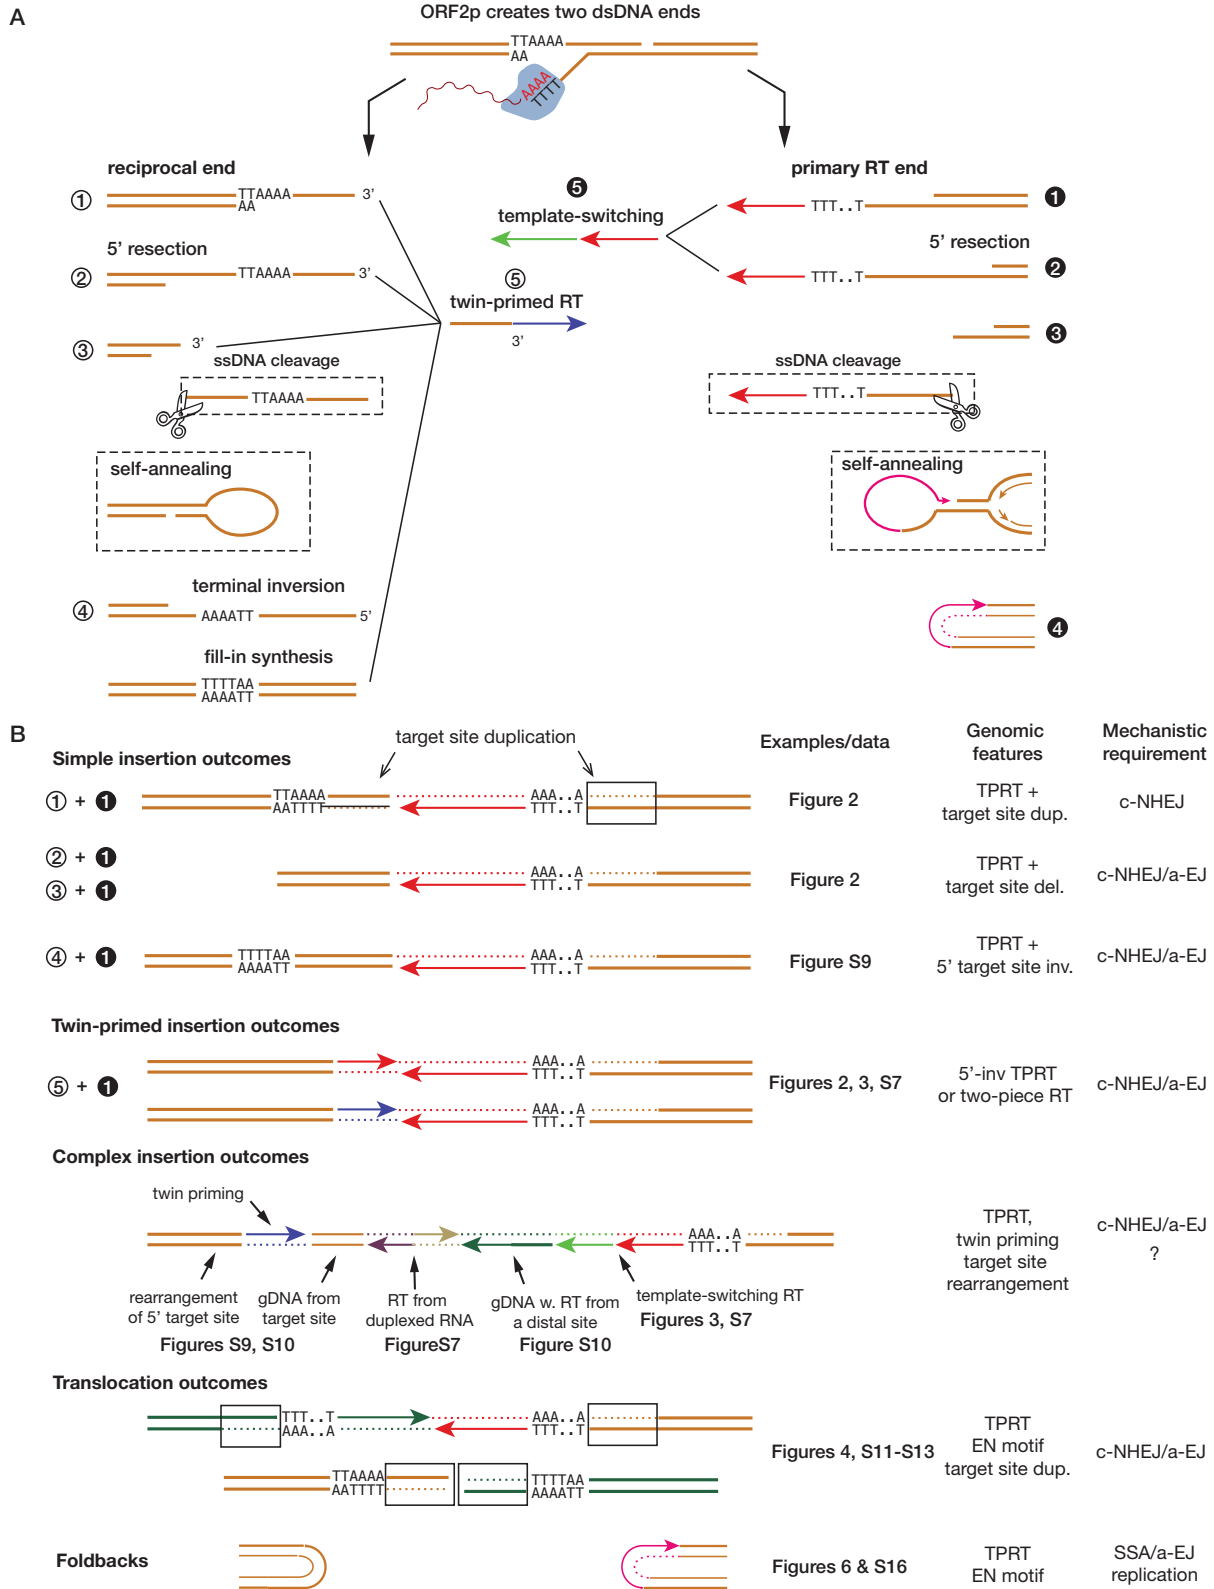 A
ORF2p creates two dsDNA ends
TTAAAA
AA
AAAA
TTTT
reciprocal end
primary RT end
① TTAAAA 3’
AA
❺
template-switching
TTT..T ❶
5’ resection
5’ resection
② TTAAAA 3’
TTT..T ❷
⑤
twin-primed RT
3’
③ 3’
❸
ssDNA cleavage
TTAAAA
ssDNA cleavage
TTT..T
self-annealing
self-annealing
terminal inversion
④ AAAATT 5’
❹
fill-in synthesis
TTTTAA
AAAATT
B
target site duplication
Examples/data
Genomic
features
Mechanistic
requirement
Simple insertion outcomes
① + ❶
TTAAAA
AATTTT
AAA..A
TTT..T
Figure 2
TPRT +
target site dup.
c-NHEJ
② + ❶
③ + ❶
AAA..A
TTT..T
Figure 2
TPRT +
target site del.
c-NHEJ/a-EJ
④ + ❶
TTTTAA
AAAATT
AAA..A
TTT..T
Figure S9
TPRT +
5’ target site inv.
c-NHEJ/a-EJ
Twin-primed insertion outcomes
⑤ + ❶
AAA..A
TTT..T
AAA..A
TTT..T
Figures 2, 3, S7
5’-inv TPRT
or two-piece RT
c-NHEJ/a-EJ
Complex insertion outcomes
twin priming
AAA..A
TTT..T
rearrangement
of 5’ target site
gDNA from
target site
Figures S9, S10
RT from
duplexed RNA
FigureS7
gDNA w. RT from
a distal site
Figure S10
template-switching RT
Figures 3, S7
TPRT,
twin priming
target site
rearrangement
c-NHEJ/a-EJ
?
Translocation outcomes
TTT..T
AAA..A
AAA..A
TTT..T
TTAAAA
AATTTT
TTTTAA
AAAATT
Figures 4, S11-S13
TPRT
EN motif
target site dup.
c-NHEJ/a-EJ
Foldbacks
Figures 6 & S16
TPRT
EN motif
SSA/a-EJ
replication